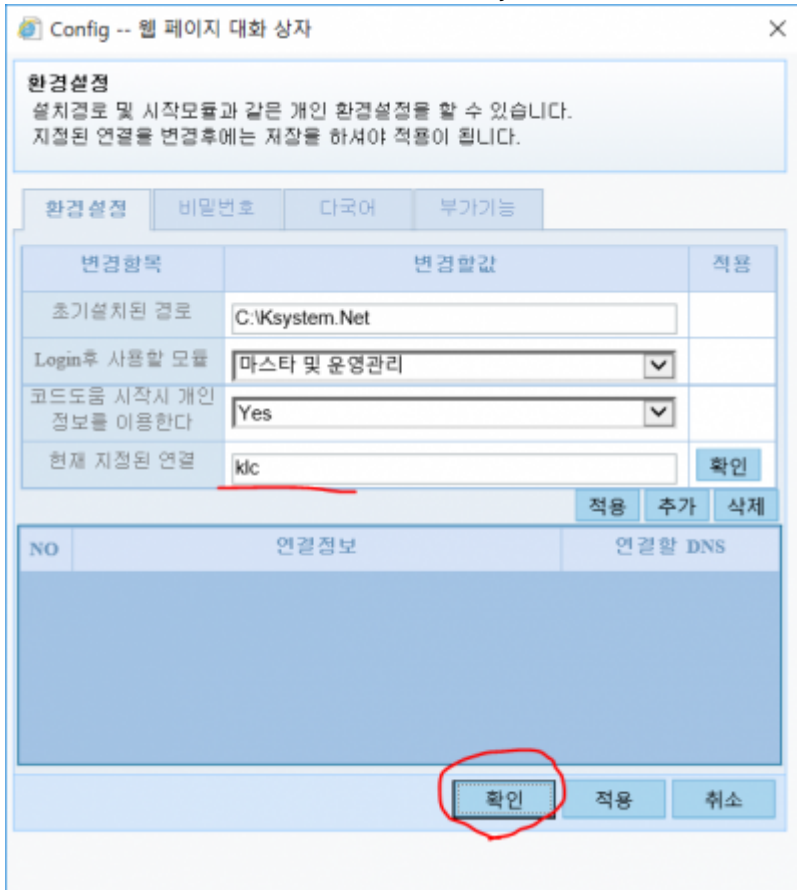 Config -- 웹 페이지 대화 상자
환경설정
설치경로 및 시작모듈과 같은 개인 환경설정을 할 수 있습니다.
지정된 연결을 변경후에는 저장을 하셔야 적용이 됩니다.
환경설정 비밀번호 다국어 부가기능
변경항목 변경할값 적용
초기설치된 경로 C:\Ksystem.Net
Login후 사용할 모듈 마스타 및 운영관리
코드도움 시작시 개인
정보를 이용한다 Yes
현재 지정된 연결 klc 확인
적용 추가 삭제
NO 연결정보 연결할 DNS
확인 적용 취소